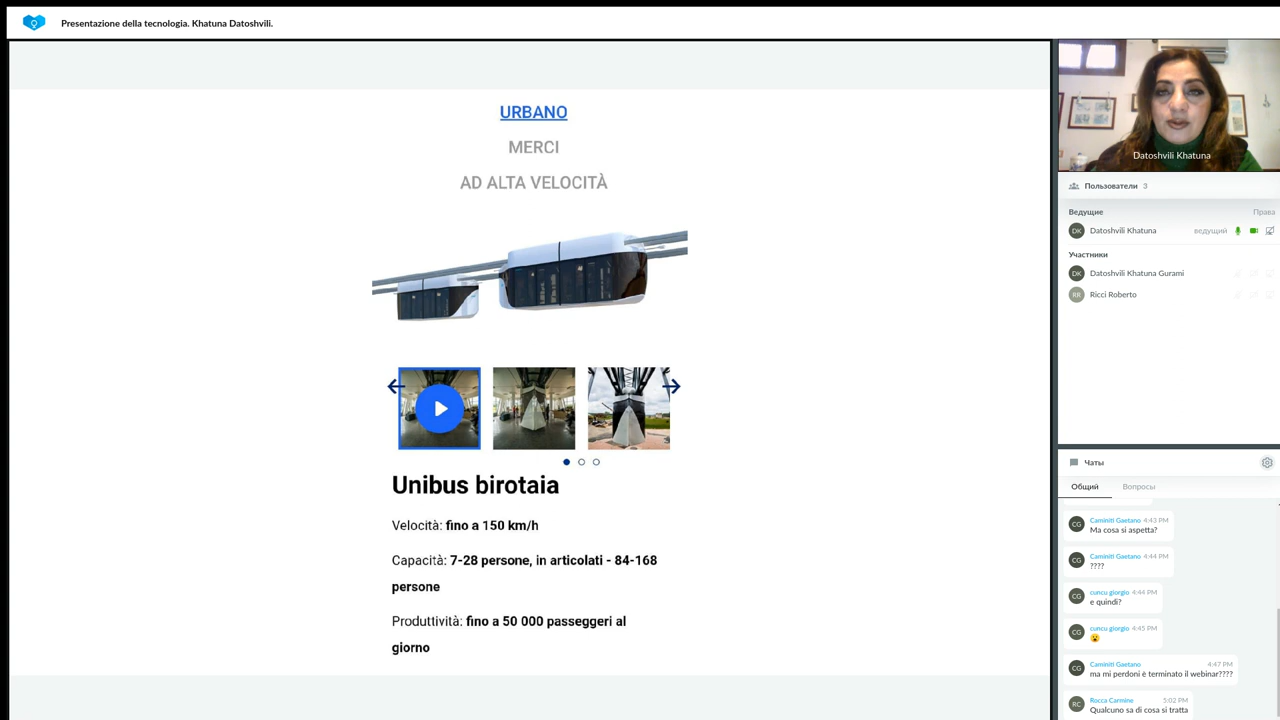 Presentazione della tecnologia. Khatuna Datoshvili.
URBANO
MERCI
AD ALTA VELOCITÀ
Unibus birotaia
Velocità: fino a 150 km/h
Capacità: 7-28 persone, in articolati - 84-168
persone
Produttività: fino a 50 000 passeggeri al
giorno
Datoshvili Khatuna
Пользователи 3
Ведущие Права
DK Datoshvili Khatuna ведущий
Участники
DK Datoshvili Khatuna Gurami
RR Ricci Roberto
Чаты
Общий Вопросы
CG Caminiti Gaetano 4:43 PM
Ma cosa si aspetta?
CG Caminiti Gaetano 4:44 PM
????
CG cuncu giorgio 4:44 PM
e quindi?
CG cuncu giorgio 4:45 PM
😮
CG Caminiti Gaetano 4:47 PM
ma mi perdoni è terminato il webinar????
RC Rocca Carmine 5:02 PM
Qualcuno sa di cosa si tratta